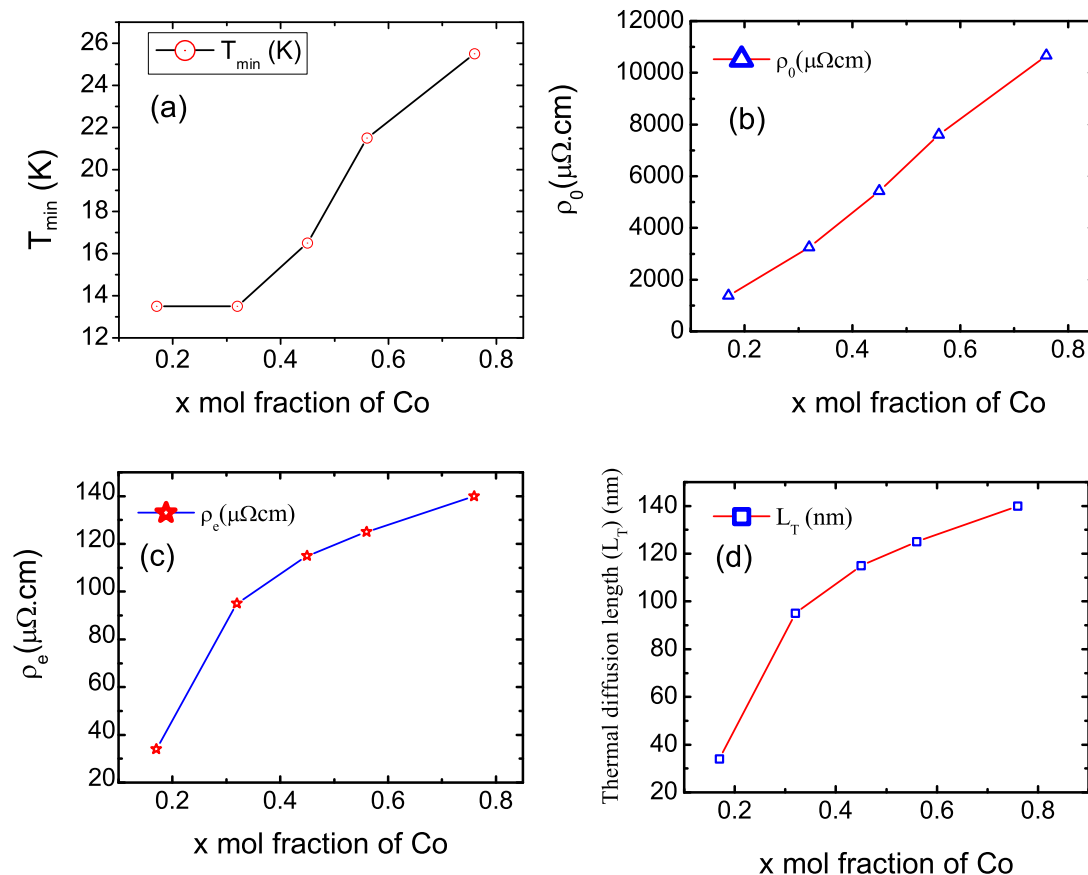 T_min (K)
(a)
T_min (K)
26
24
22
20
18
16
14
12
0.2 0.4 0.6 0.8
x mol fraction of Co
ρ_0(μΩcm)
(b)
ρ_0(μΩ.cm)
12000
10000
8000
6000
4000
2000
0
0.2 0.4 0.6 0.8
x mol fraction of Co
ρ_e(μΩcm)
(c)
ρ_e(μΩ.cm)
140
120
100
80
60
40
20
0.2 0.4 0.6 0.8
x mol fraction of Co
L_T (nm)
(d)
Thermal diffusion length (L_T) (nm)
140
120
100
80
60
40
20
0.2 0.4 0.6 0.8
x mol fraction of Co